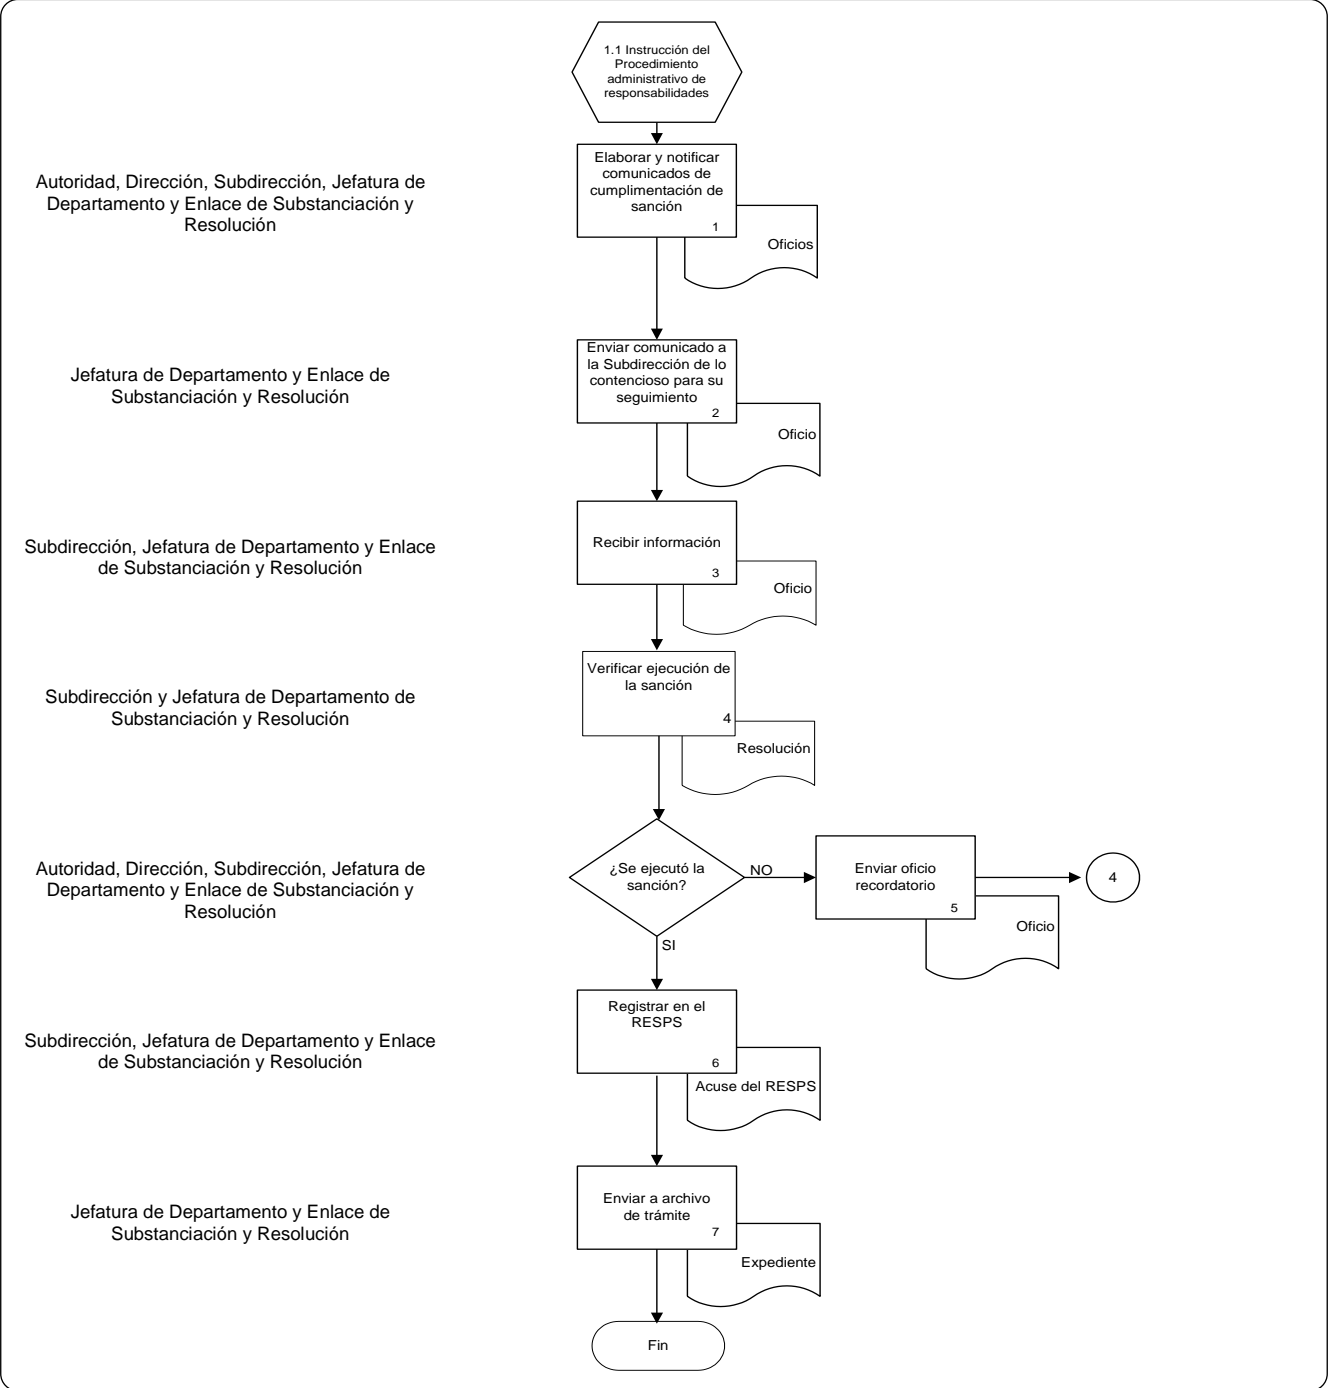 1.1 Instrucción del
Procedimiento
administrativo de
responsabilidades
Autoridad, Dirección, Subdirección, Jefatura de
Departamento y Enlace de Substanciación y
Resolución
Elaborar y notificar
comunicados de
cumplimentación de
sanción
1
Oficios
Jefatura de Departamento y Enlace de
Substanciación y Resolución
Enviar comunicado a
la Subdirección de lo
contencioso para su
seguimiento
2
Oficio
Subdirección, Jefatura de Departamento y Enlace
de Substanciación y Resolución
Recibir información
3
Oficio
Subdirección y Jefatura de Departamento de
Substanciación y Resolución
Verificar ejecución de
la sanción
4
Resolución
Autoridad, Dirección, Subdirección, Jefatura de
Departamento y Enlace de Substanciación y
Resolución
¿Se ejecutó la
sanción?
NO
Enviar oficio
recordatorio
5
Oficio
4
SI
Subdirección, Jefatura de Departamento y Enlace
de Substanciación y Resolución
Registrar en el
RESPS
6
Acuse del RESPS
Jefatura de Departamento y Enlace de
Substanciación y Resolución
Enviar a archivo
de trámite
7
Expediente
Fin